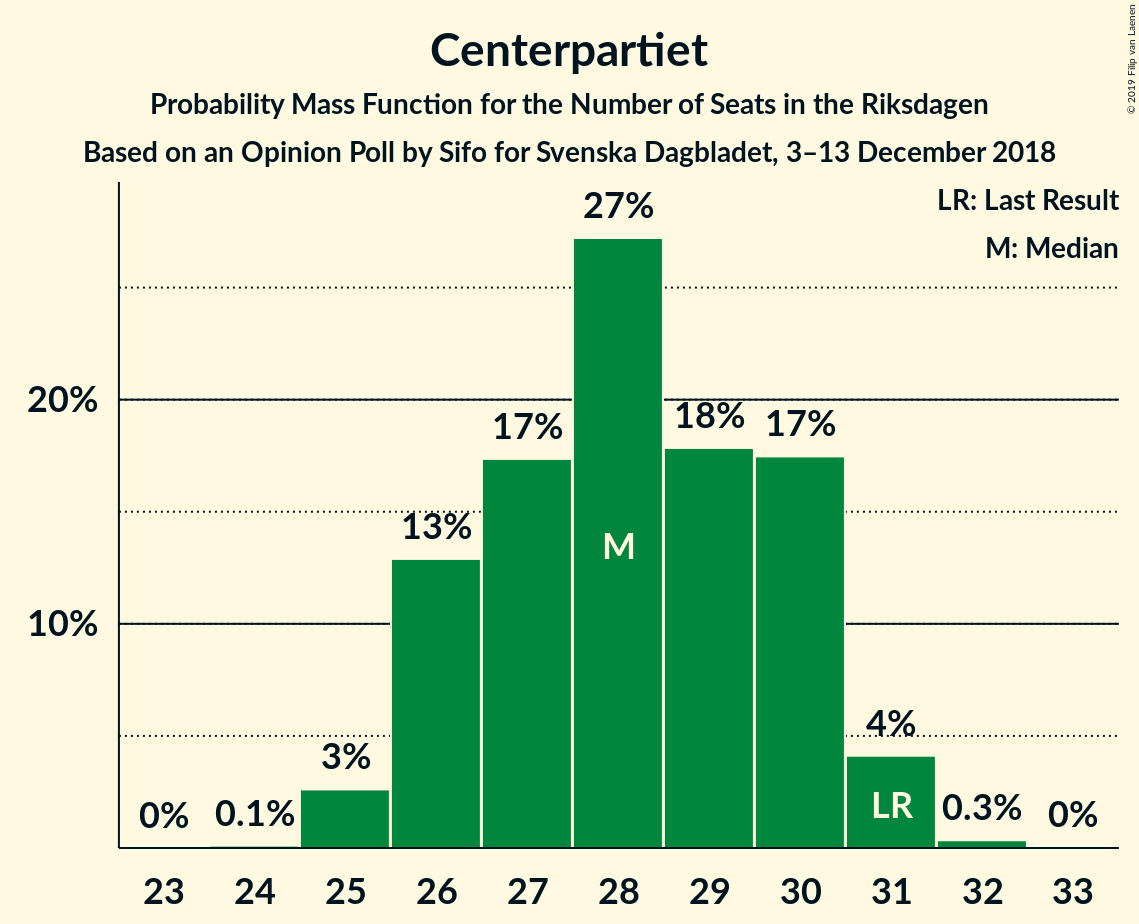 Centerpartiet
Probability Mass Function for the Number of Seats in the Riksdagen
Based on an Opinion Poll by Sifo for Svenska Dagbladet, 3–13 December 2018
© 2019 Filip van Laenen
LR: Last Result
M: Median
20%
10%
0%
0.1%
3%
13%
17%
27%
18%
17%
4%
0.3%
0%
M
LR
23 24 25 26 27 28 29 30 31 32 33